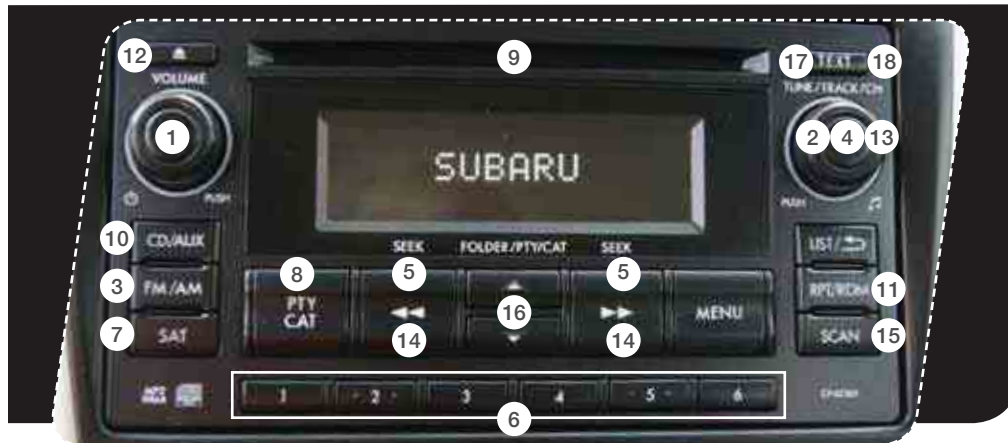 12
VOLUME
1
PUSH
10 CD/AUX
3 FM/AM
7 SAT
9
SUBARU
SEEK FOLDER/PTY/CAT SEEK
8 5 5
PTY
CAT
16
MENU
14 14
1 2 3 4 5 6
6
17 TEXT 18
TUNE/TRACK/CH
2 4 13
PUSH
LIST/
RPT/RDM 11
SCAN 15